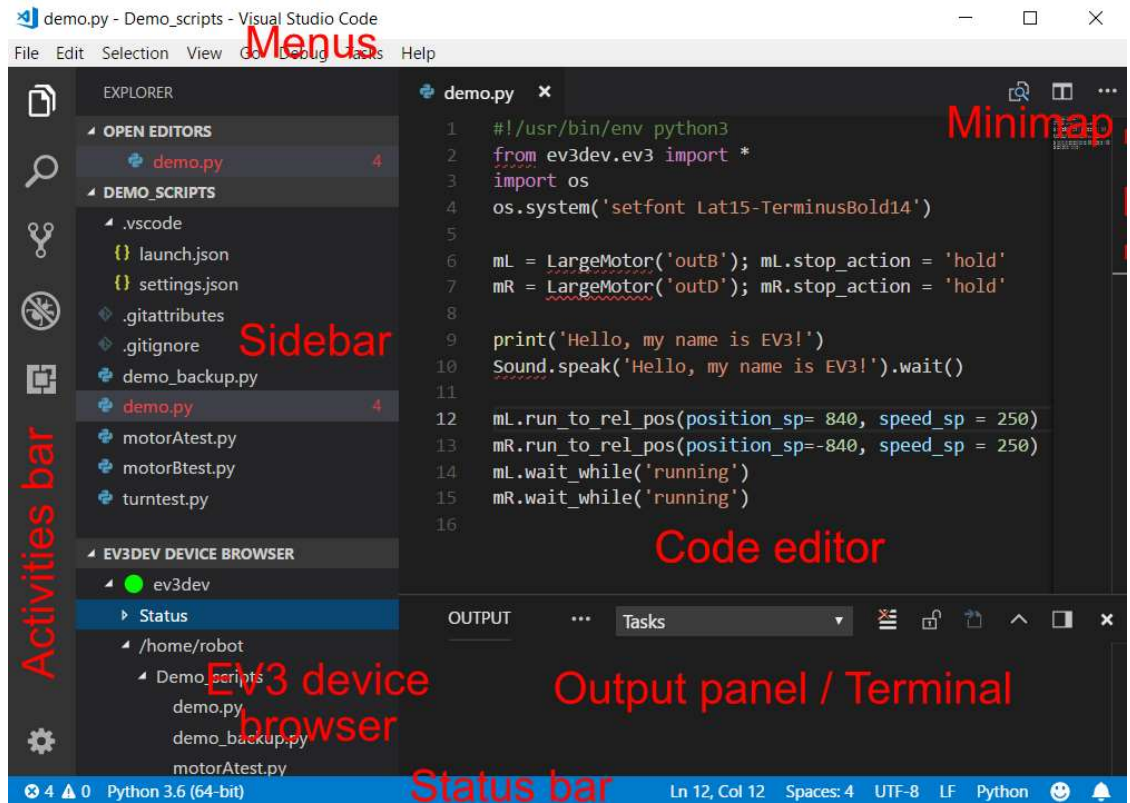 demo.py - Demo_scripts - Visual Studio Code
File Edit Selection View Go Debug Tasks Help
Menus
EXPLORER
OPEN EDITORS
demo.py 4
DEMO_SCRIPTS
.vscode
{} launch.json
{} settings.json
.gitattributes
.gitignore
Sidebar
demo_backup.py
demo.py 4
motorAtest.py
motorBtest.py
turntest.py
Activities bar
EV3DEV DEVICE BROWSER
ev3dev
Status
/home/robot
Demo_scripts
demo.py
demo_backup.py
motorAtest.py
EV3 device
browser
demo.py
Minimap
1 #!/usr/bin/env python3
2 from ev3dev.ev3 import *
3 import os
4 os.system('setfont Lat15-TerminusBold14')
5
6 mL = LargeMotor('outB'); mL.stop_action = 'hold'
7 mR = LargeMotor('outD'); mR.stop_action = 'hold'
8
9 print('Hello, my name is EV3!')
10 Sound.speak('Hello, my name is EV3!').wait()
11
12 mL.run_to_rel_pos(position_sp= 840, speed_sp = 250)
13 mR.run_to_rel_pos(position_sp=-840, speed_sp = 250)
14 mL.wait_while('running')
15 mR.wait_while('running')
16
Code editor
OUTPUT ••• Tasks
Output panel / Terminal
Status bar
4 0 Python 3.6 (64-bit) Ln 12, Col 12 Spaces: 4 UTF-8 LF Python